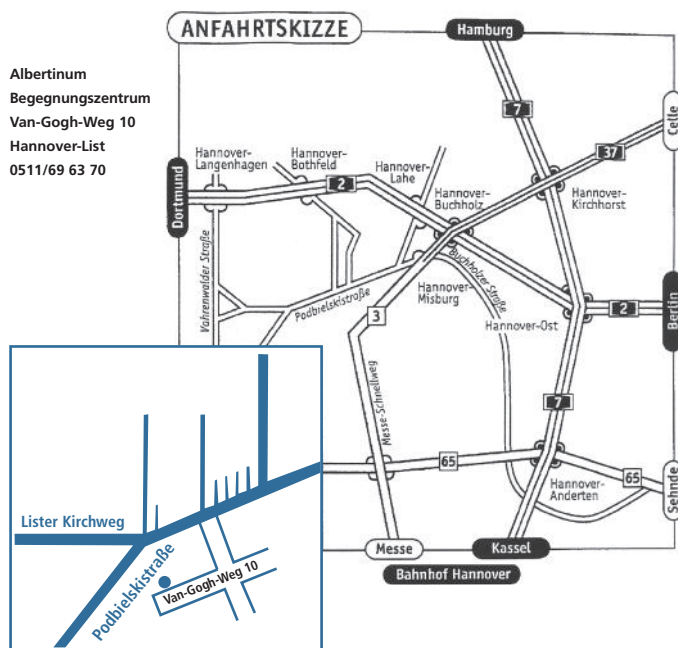 ANFAHRTSKIZZE
Hamburg
Albertinum
Begegnungszentrum
Van-Gogh-Weg 10
Hannover-List
0511/69 63 70
7
Celle
37
Hannover-
Langenhagen
Hannover-
Bothfeld
Hannover-
Lahe
2
Hannover-
Buchholz
Hannover-
Kirchhorst
Dortmund
Vahrenwalder Straße
Podbielskistraße
Buchholzer Straße
Hannover-
Misburg
3
Hannover-Ost
2
Berlin
Messe-Schnellweg
7
65
Hannover-
Anderten
65
Sehnde
Messe
Kassel
Bahnhof Hannover
Lister Kirchweg
Podbielskistraße
Van-Gogh-Weg 10